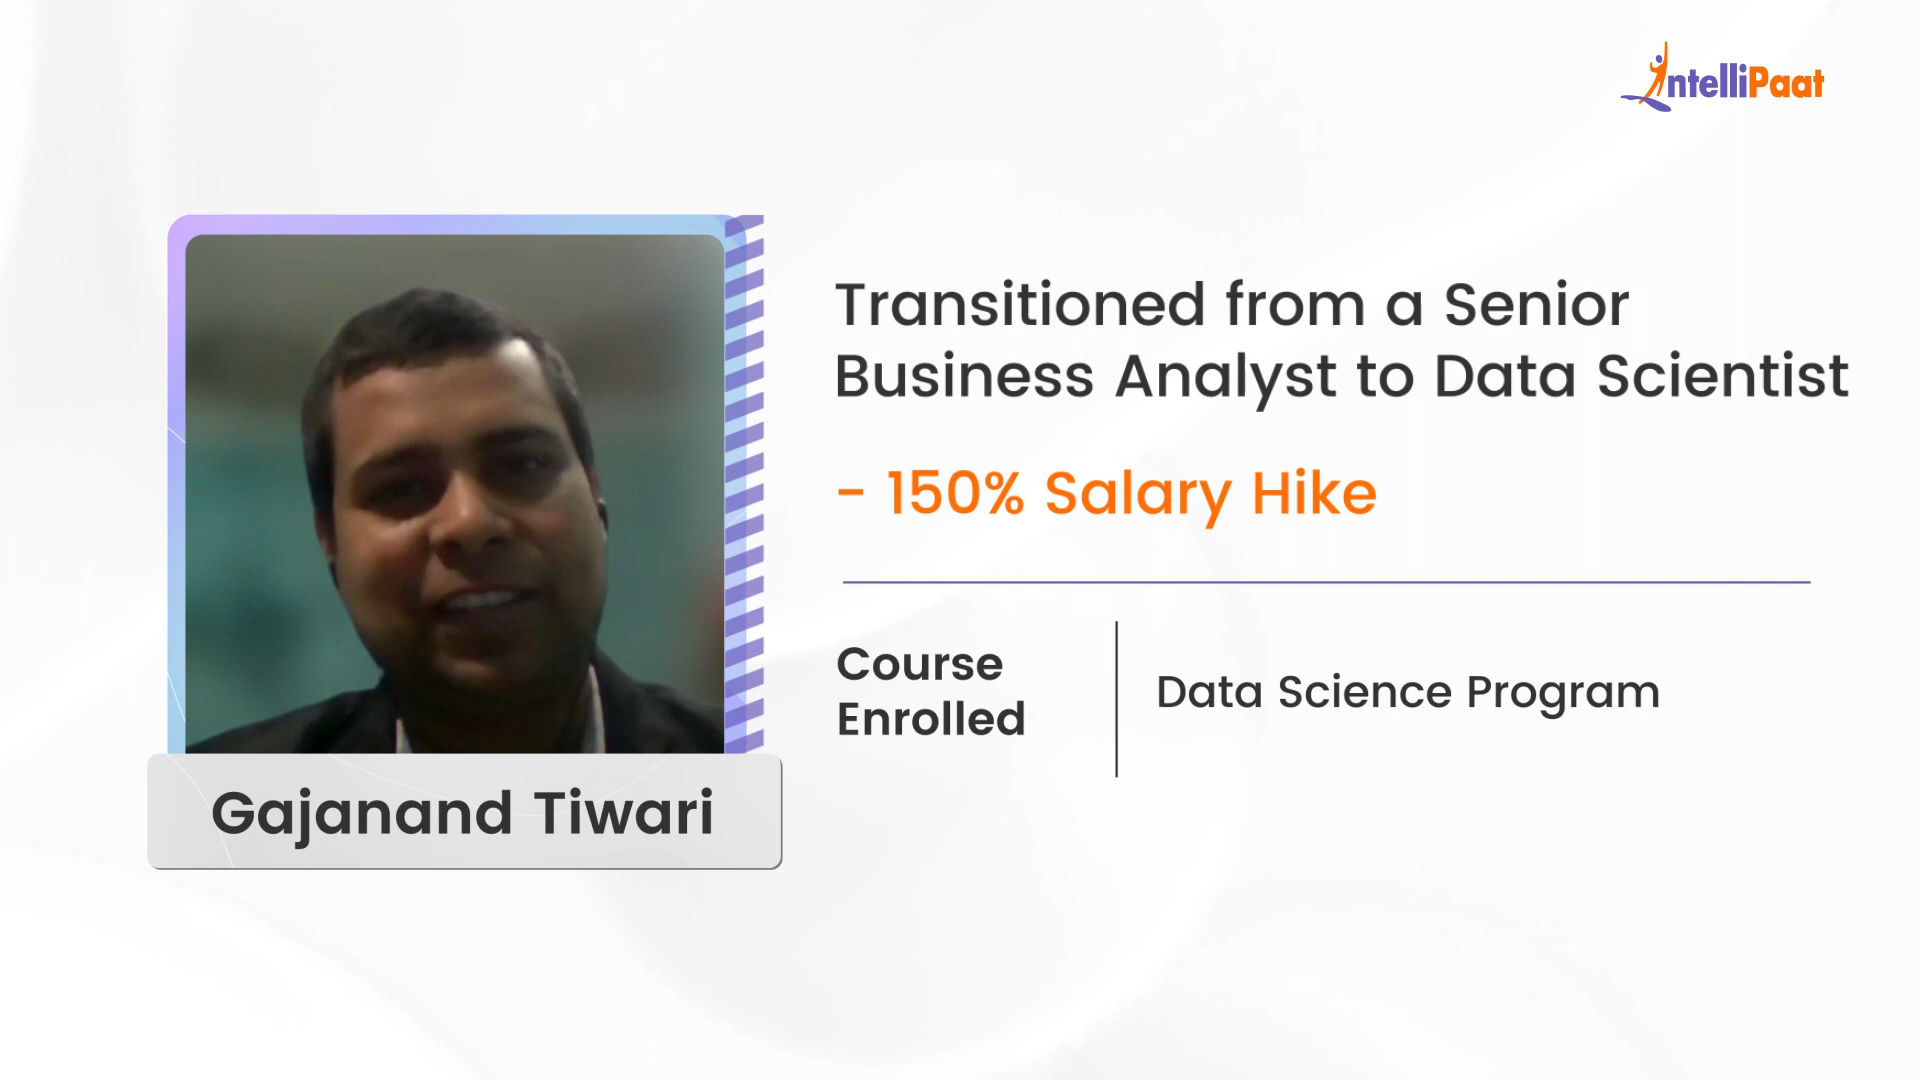 IntelliPaat
Transitioned from a Senior
Business Analyst to Data Scientist
- 150% Salary Hike
Course
Enrolled
Data Science Program
Gajanand Tiwari